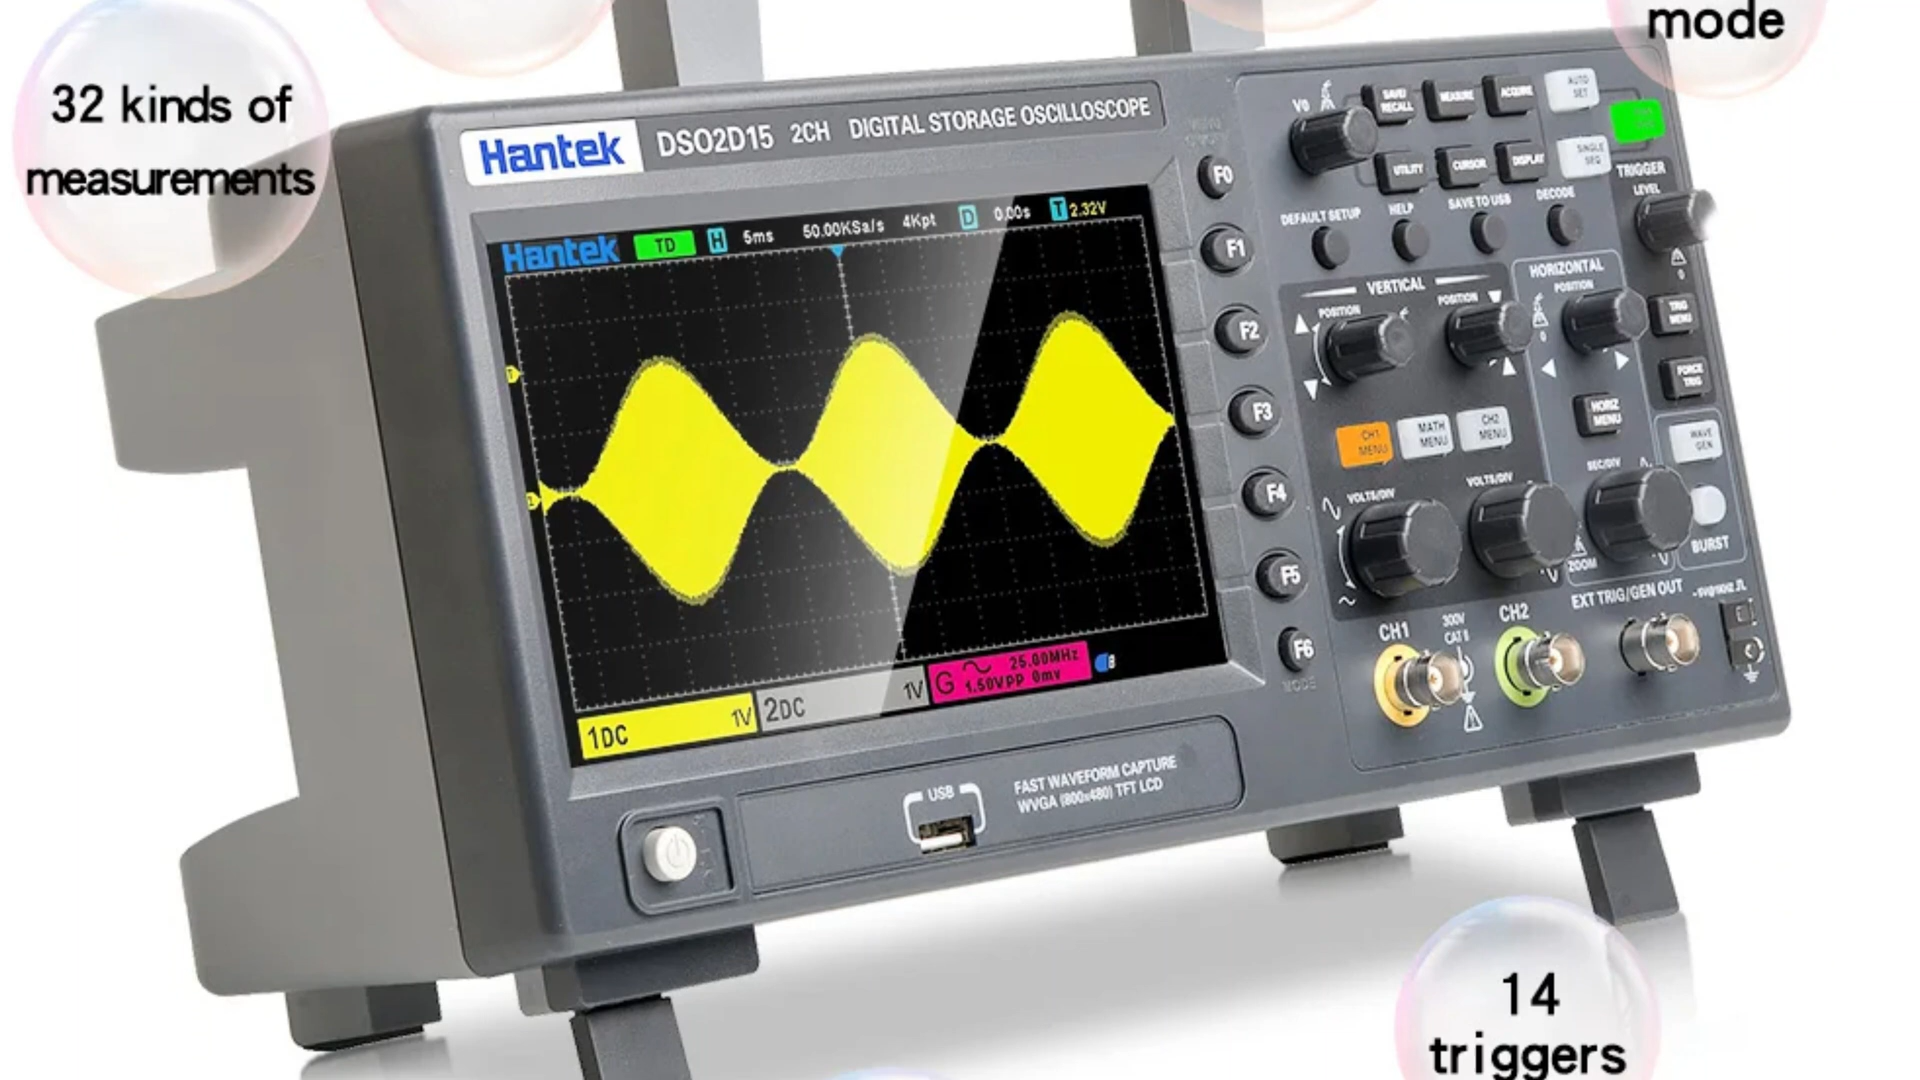 mode
32 kinds of
measurements
Hantek DSO2D15 2CH DIGITAL STORAGE OSCILLOSCOPE
Hantek TD H 5ms 50.00KSa/s 4Kpt D 0.00s T 2.32V
1DC 1V
2DC 1V
G 25.00MHz
1.50VPP 0mv
USB
FAST WAVEFORM CAPTURE
WVGA (800x480) TFT LCD
F0
F1
F2
F3
F4
F5
F6
MODE
V0
SAVE/
RECALL
MEASURE
ACQUIRE
AUTO
SET
UTILITY
CURSOR
DISPLAY
SINGLE
SEQ
DEFAULT SETUP
HELP
SAVE TO USB
DECODE
TRIGGER
LEVEL
0
TRIG
MENU
FORCE
TRIG
VERTICAL
POSITION
POSITION
HORIZONTAL
POSITION
0
CH1
MENU
MATH
MENU
CH2
MENU
HORIZ
MENU
WAVE
GEN
VOLTS/DIV
VOLTS/DIV
SEC/DIV
ZOOM
BURST
CH1
300V
CAT II
CH2
EXT TRIG/GEN OUT
14
triggers